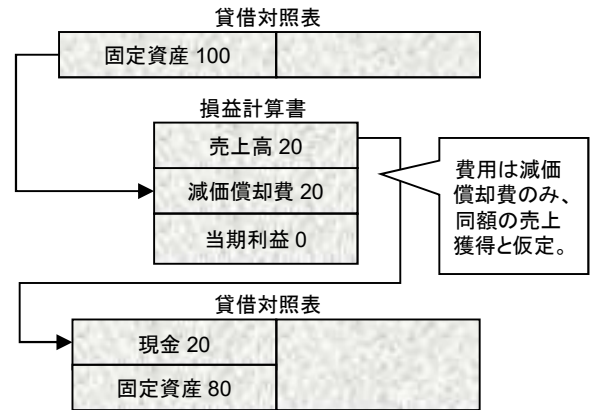 貸借対照表
固定資産 100
損益計算書
売上高 20
減価償却費 20
当期利益 0
費用は減価
償却費のみ、
同額の売上
獲得と仮定。
貸借対照表
現金 20
固定資産 80